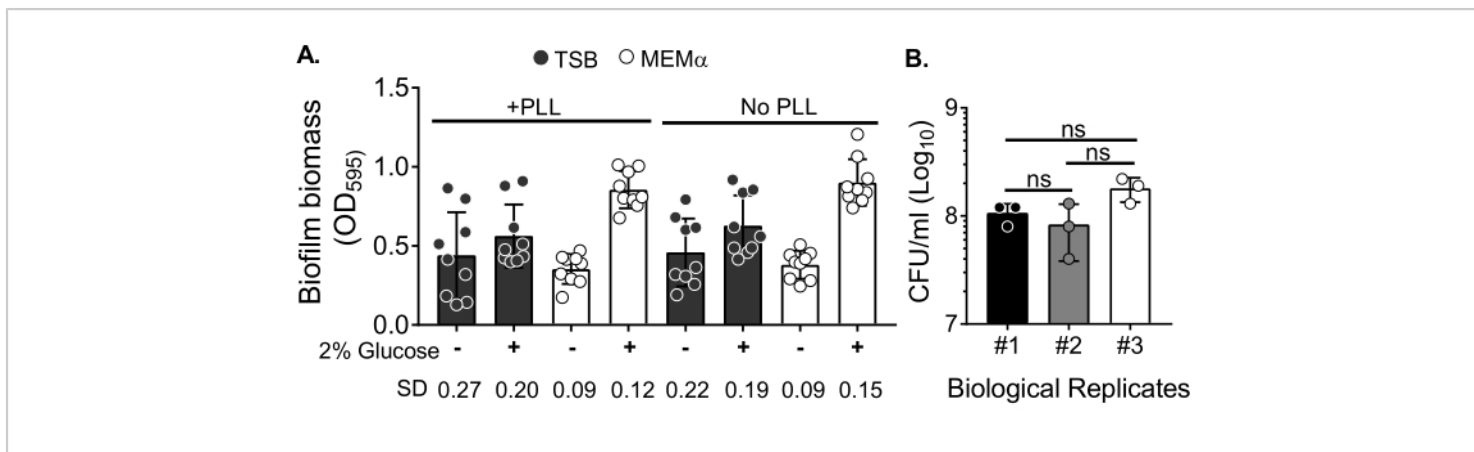 A.
TSB MEMα
+PLL No PLL
Biofilm biomass
(OD595)
1.5
1.0
0.5
0.0
2% Glucose - + - + - + - +
SD 0.27 0.20 0.09 0.12 0.22 0.19 0.09 0.15
B.
CFU/ml (Log10)
9
8
7
ns
ns
ns
#1 #2 #3
Biological Replicates